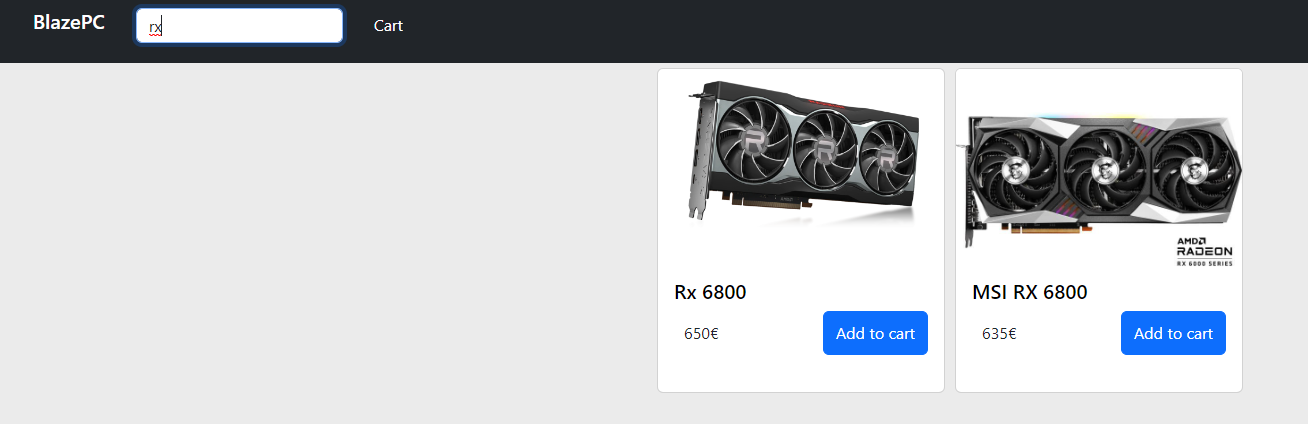 BlazePC rx Cart
AMD
RADEON
RX 6000 SERIES
Rx 6800
650€ Add to cart
MSI RX 6800
635€ Add to cart